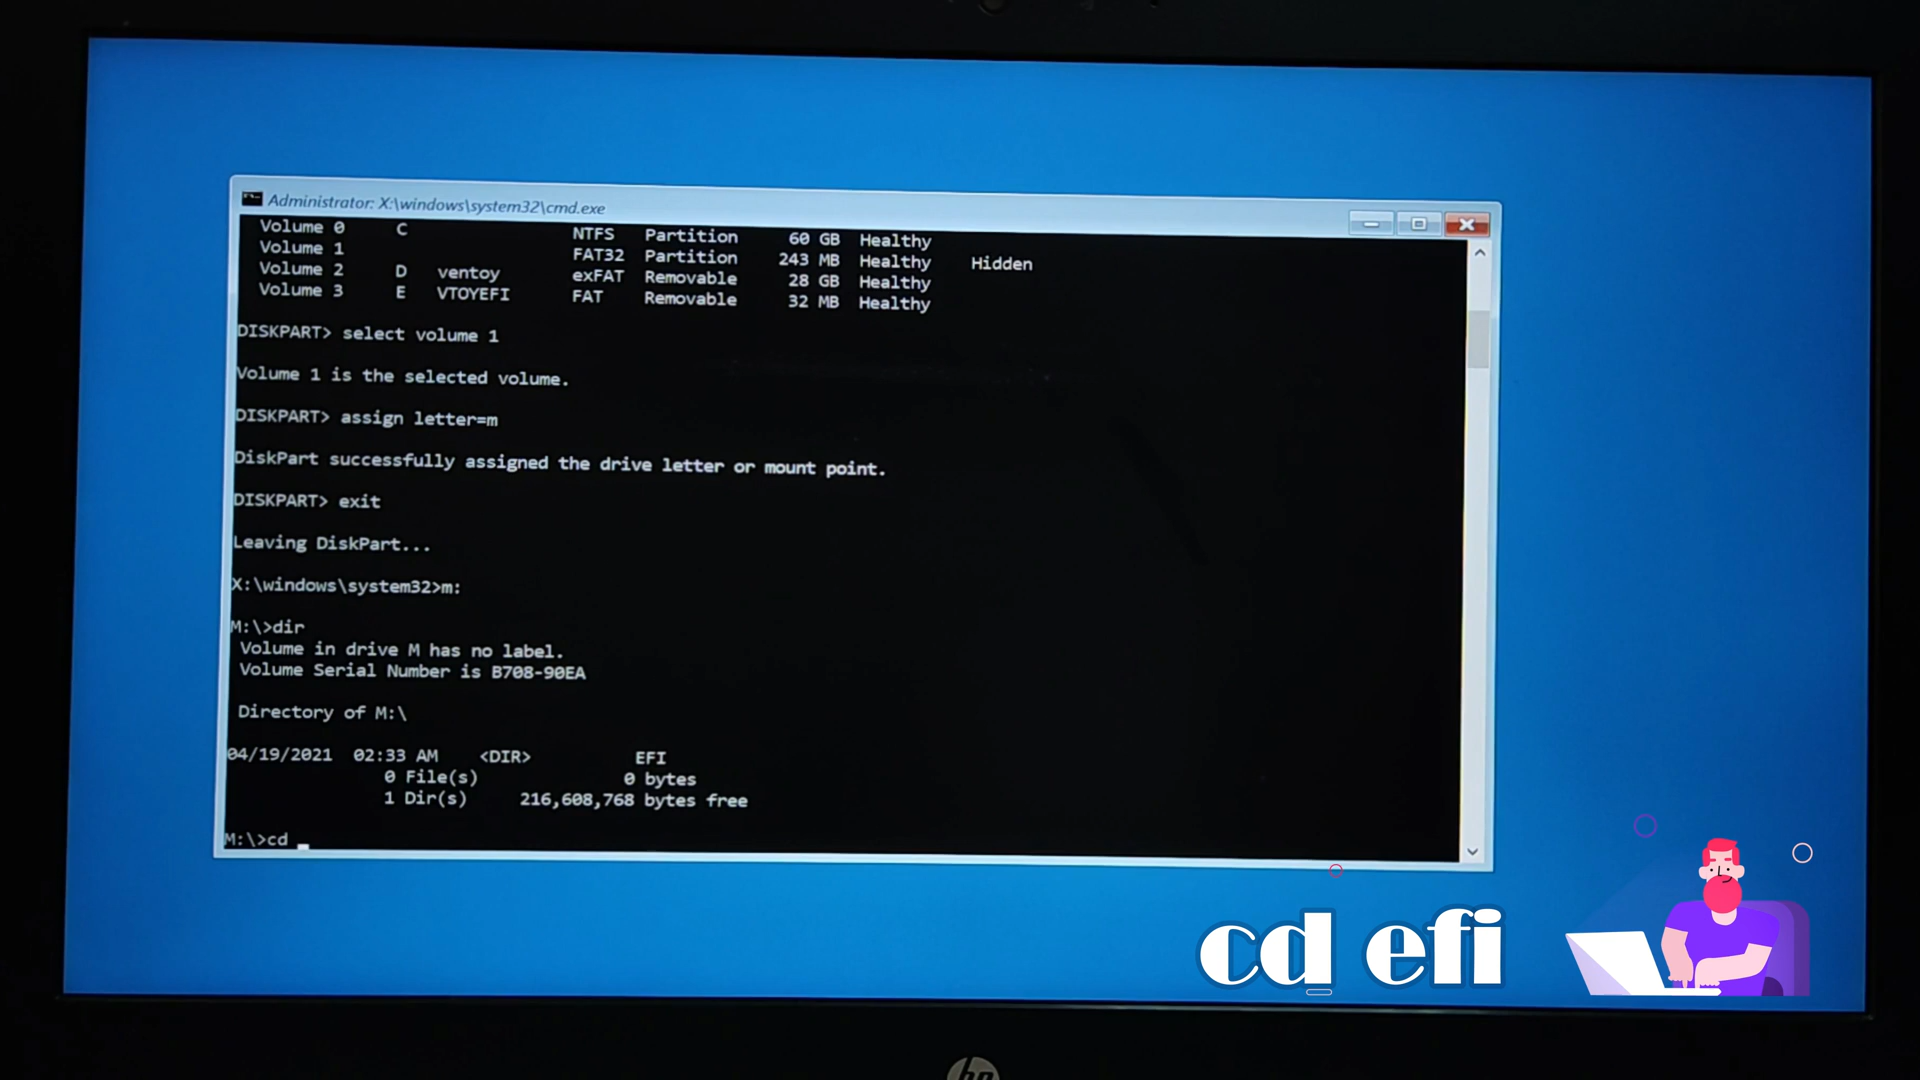 Administrator: X:\windows\system32\cmd.exe
Volume 0 C NTFS Partition 60 GB Healthy
Volume 1 FAT32 Partition 243 MB Healthy Hidden
Volume 2 D ventoy exFAT Removable 28 GB Healthy
Volume 3 E VTOYEFI FAT Removable 32 MB Healthy
DISKPART> select volume 1
Volume 1 is the selected volume.
DISKPART> assign letter=m
DiskPart successfully assigned the drive letter or mount point.
DISKPART> exit
Leaving DiskPart...
X:\windows\system32>m:
M:\>dir
Volume in drive M has no label.
Volume Serial Number is B708-90EA
Directory of M:\
04/19/2021 02:33 AM <DIR> EFI
0 File(s) 0 bytes
1 Dir(s) 216,608,768 bytes free
M:\>cd _
cd efi
hp